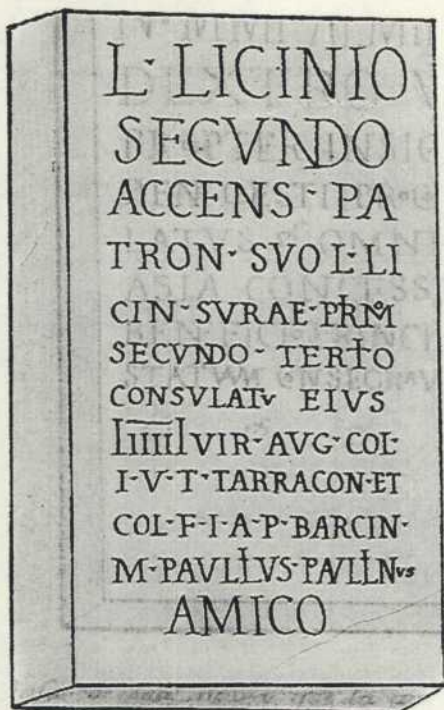 L· LICINIO
SECVNDO
ACCENS· PA
TRON· SVO L· LI
CIN· SVRAE· PRIMO
SECVNDO· TERTIO
CONSVLATV EIVS
IIIIIIVIR· AVG· COL·
I· V· T· TARRACON· ET
COL· F· I· A· P· BARCIN·
M· PAVLLVS· PAVLLINVS
AMICO